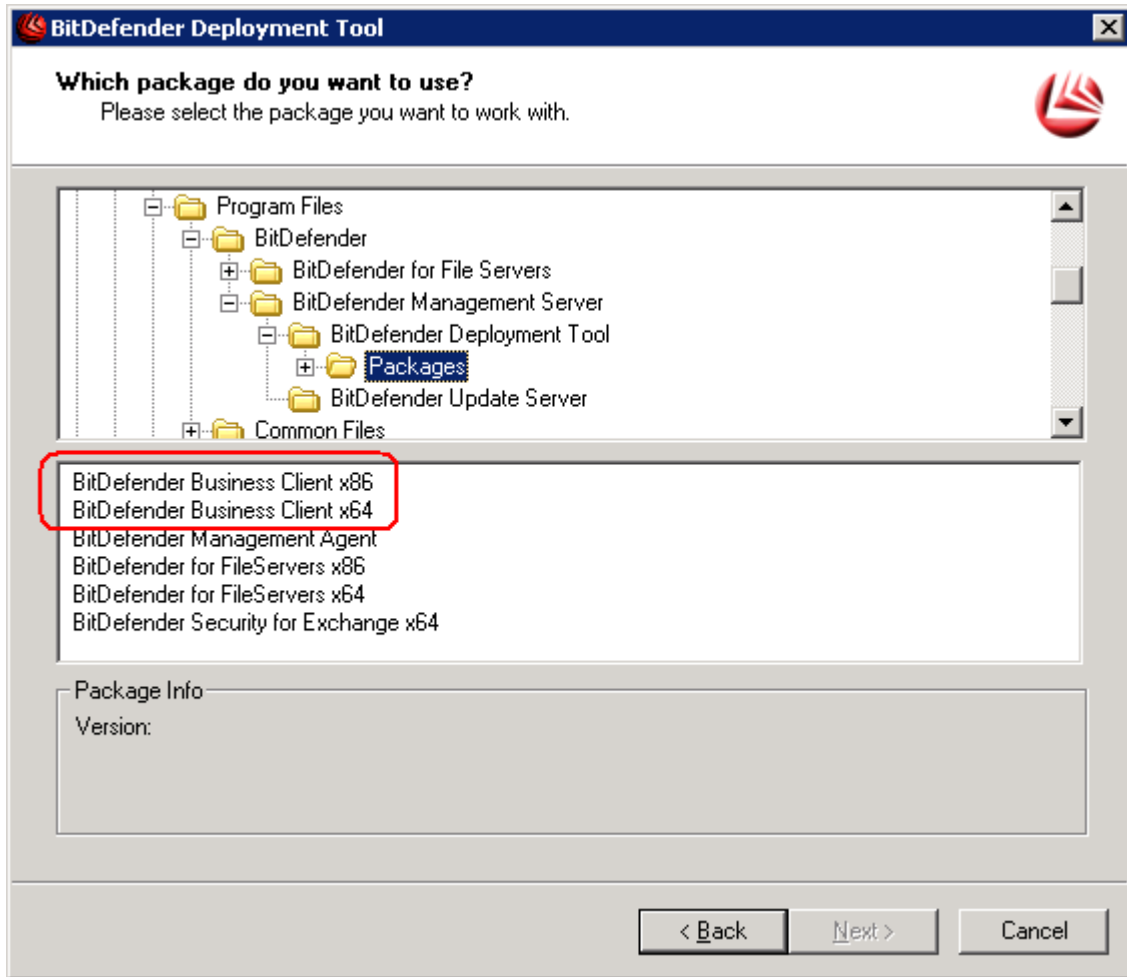 BitDefender Deployment Tool
Which package do you want to use?
Please select the package you want to work with.
Program Files
BitDefender
BitDefender for File Servers
BitDefender Management Server
BitDefender Deployment Tool
Packages
BitDefender Update Server
Common Files
BitDefender Business Client x86
BitDefender Business Client x64
BitDefender Management Agent
BitDefender for FileServers x86
BitDefender for FileServers x64
BitDefender Security for Exchange x64
Package Info
Version:
< Back Next > Cancel